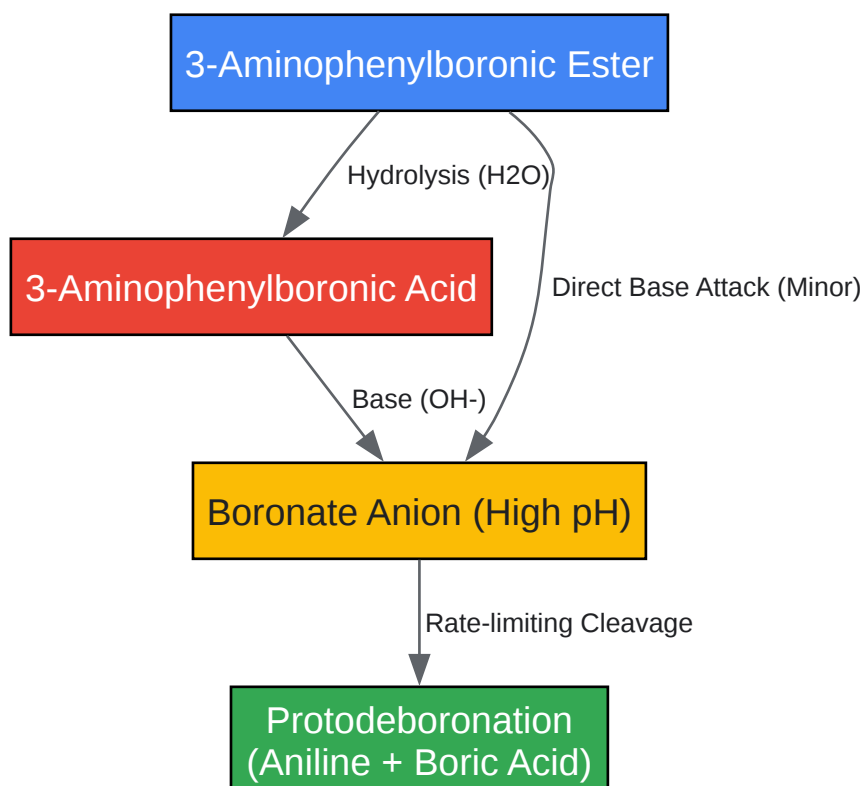 3-Aminophenylboronic Ester
Hydrolysis (H2O)
3-Aminophenylboronic Acid
Direct Base Attack (Minor)
Base (OH-)
Boronate Anion (High pH)
Rate-limiting Cleavage
Protodeboronation
(Aniline + Boric Acid)